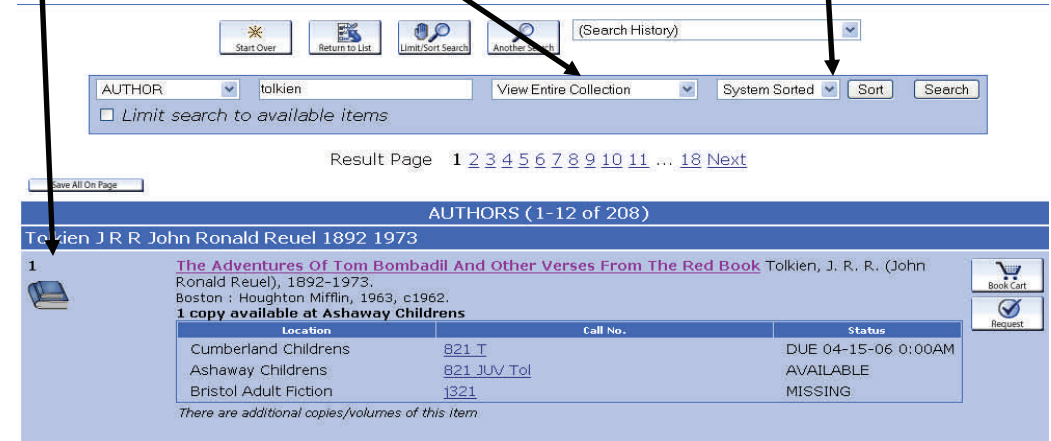 (Search History)
Start Over Return to List Limit/Sort Search Another Search
AUTHOR tolkien View Entire Collection System Sorted Sort Search
Limit search to available items
Result Page 1 2 3 4 5 6 7 8 9 10 11 ... 18 Next
Save All On Page
AUTHORS (1-12 of 208)
Tolkien J R R John Ronald Reuel 1892 1973
1 The Adventures Of Tom Bombadil And Other Verses From The Red Book Tolkien, J. R. R. (John
Ronald Reuel), 1892-1973.
Boston : Houghton Mifflin, 1963, c1962.
1 copy available at Ashaway Childrens
Book Cart
Request
Location Call No. Status
Cumberland Childrens 821 T DUE 04-15-06 0:00AM
Ashaway Childrens 821 JUV Tol AVAILABLE
Bristol Adult Fiction j321 MISSING
There are additional copies/volumes of this item